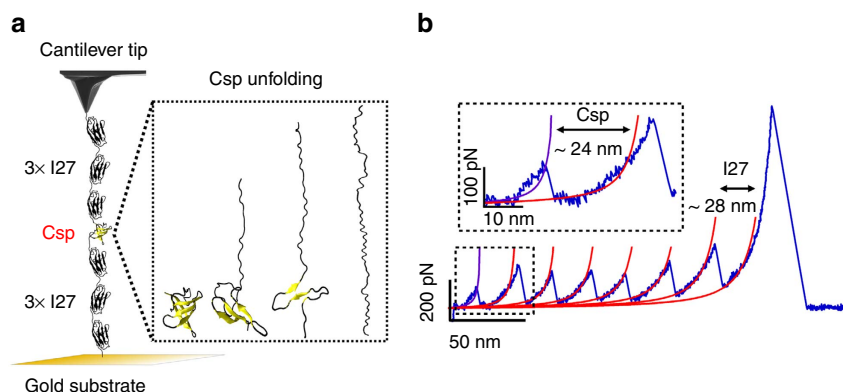 a
Cantilever tip
Csp unfolding
3× I27
Csp
3× I27
Gold substrate
b
Csp
~ 24 nm
100 pN
10 nm
I27
~ 28 nm
200 pN
50 nm